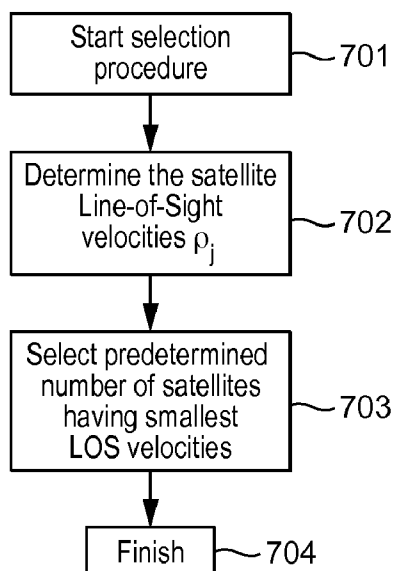 Start selection
procedure
701
Determine the satellite
Line-of-Sight
velocities ρj
702
Select predetermined
number of satellites
having smallest
LOS velocities
703
Finish
704